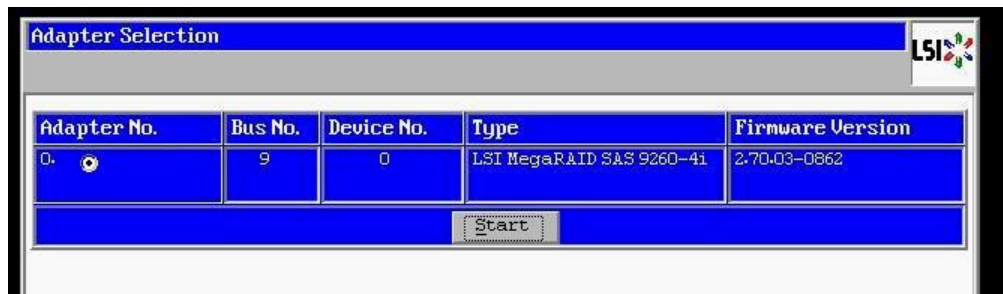 Adapter Selection
LSI
Adapter No. Bus No. Device No. Type Firmware Version
0. 9 0 LSI MegaRAID SAS 9260-4i 2.70.03-0862
Start